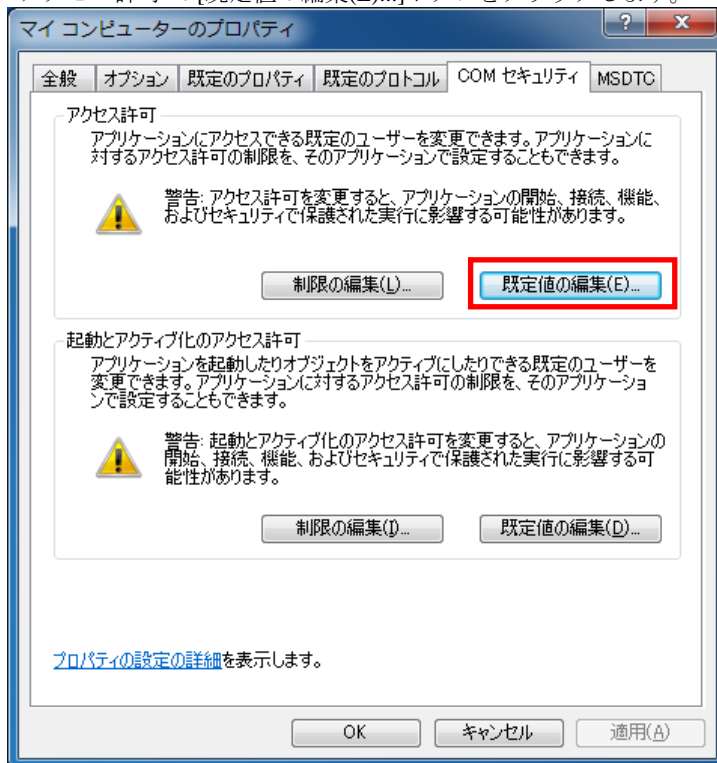 マイ コンピューターのプロパティ
全般 オプション 既定のプロパティ 既定のプロトコル COM セキュリティ MSDTC
アクセス許可
アプリケーションにアクセスできる既定のユーザーを変更できます。アプリケーションに
対するアクセス許可の制限を、そのアプリケーションで設定することもできます。
警告: アクセス許可を変更すると、アプリケーションの開始、接続、機能、
およびセキュリティで保護された実行に影響する可能性があります。
制限の編集(L)... 既定値の編集(E)...
起動とアクティブ化のアクセス許可
アプリケーションを起動したりオブジェクトをアクティブにしたりできる既定のユーザーを
変更できます。アプリケーションに対するアクセス許可の制限を、そのアプリケーショ
ンで設定することもできます。
警告: 起動とアクティブ化のアクセス許可を変更すると、アプリケーションの
開始、接続、機能、およびセキュリティで保護された実行に影響する可
能性があります。
制限の編集(I)... 既定値の編集(D)...
プロパティの設定の詳細を表示します。
OK キャンセル 適用(A)